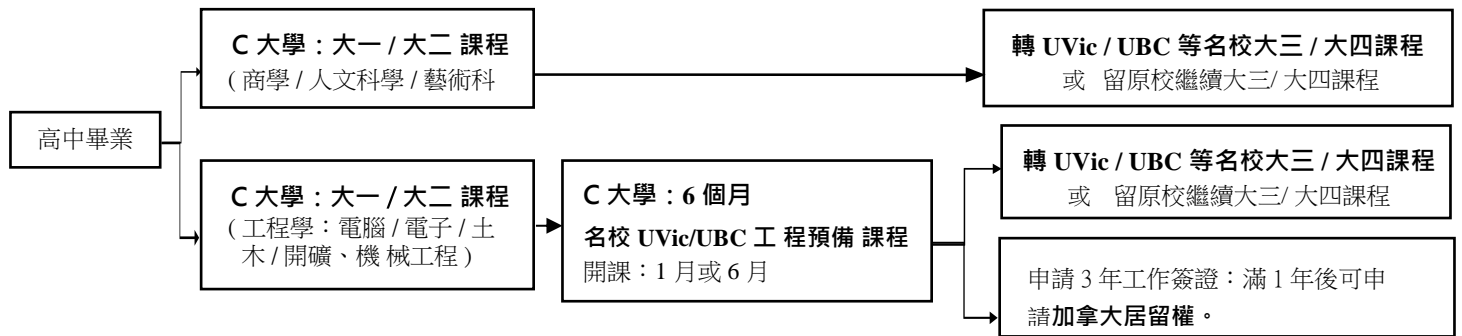 高中畢業
C 大學：大一 / 大二 課程
( 商學 / 人文科學 / 藝術科
轉 UVic / UBC 等名校大三 / 大四課程
或 留原校繼續大三/ 大四課程
C 大學：大一 / 大二 課程
( 工程學：電腦 / 電子 / 土
木 / 開礦、機 械工程 )
C 大學：6 個月
名校 UVic/UBC 工 程預備 課程
開課：1 月或 6 月
轉 UVic / UBC 等名校大三 / 大四課程
或 留原校繼續大三/ 大四課程
申請 3 年工作簽證：滿 1 年後可申
請加拿大居留權。